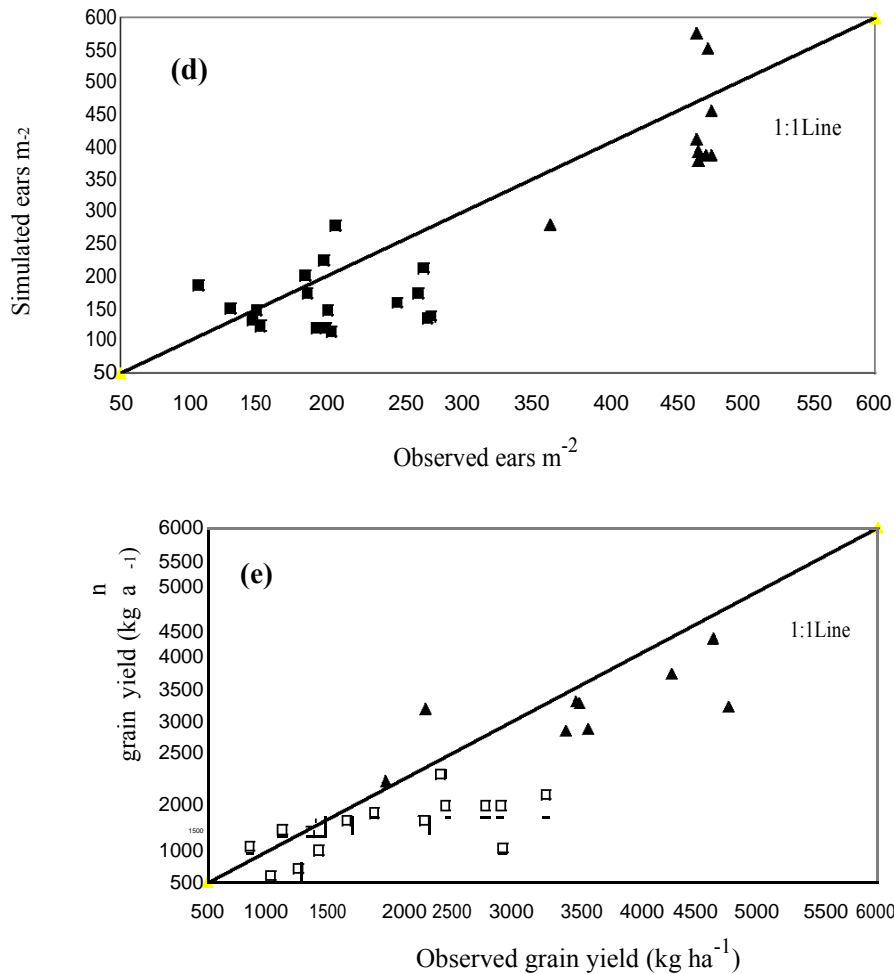 600
550
500
450
400
350
300
250
200
150
100
50
(d)
1:1Line
Simulated ears m-2
50 100 150 200 250 300 350 400 450 500 550 600
Observed ears m-2
6000
5500
5000
4500
4000
3500
3000
2500
2000
1500
1000
500
(e)
1:1Line
n
grain yield (kg a -1)
500 1000 1500 2000 2500 3000 3500 4000 4500 5000 5500 6000
Observed grain yield (kg ha-1)